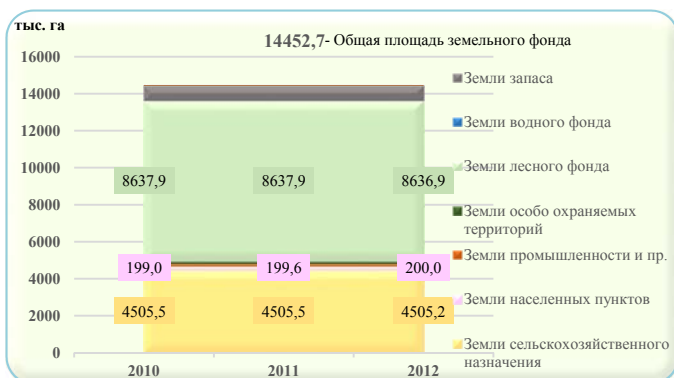 тыс. га
14452,7- Общая площадь земельного фонда
16000
14000
12000
10000
8000
6000
4000
2000
0
8637,9 8637,9 8636,9
199,0 199,6 200,0
4505,5 4505,5 4505,2
2010 2011 2012
Земли запаса
Земли водного фонда
Земли лесного фонда
Земли особо охраняемых
территорий
Земли промышленности и пр.
Земли населенных пунктов
Земли сельскохозяйственного
назначения